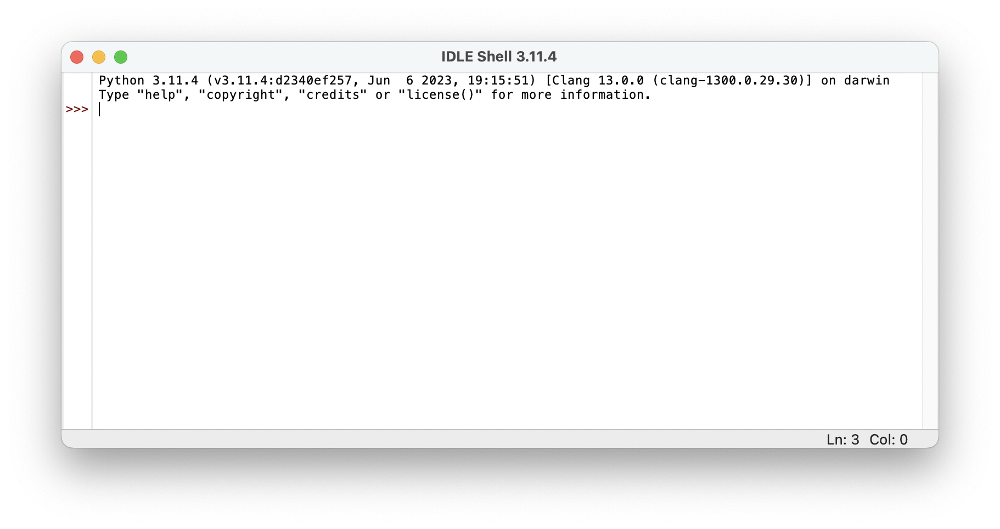 IDLE Shell 3.11.4
Python 3.11.4 (v3.11.4:d2340ef257, Jun  6 2023, 19:15:51) [Clang 13.0.0 (clang-1300.0.29.30)] on darwin
Type "help", "copyright", "credits" or "license()" for more information.
>>>
Ln: 3  Col: 0